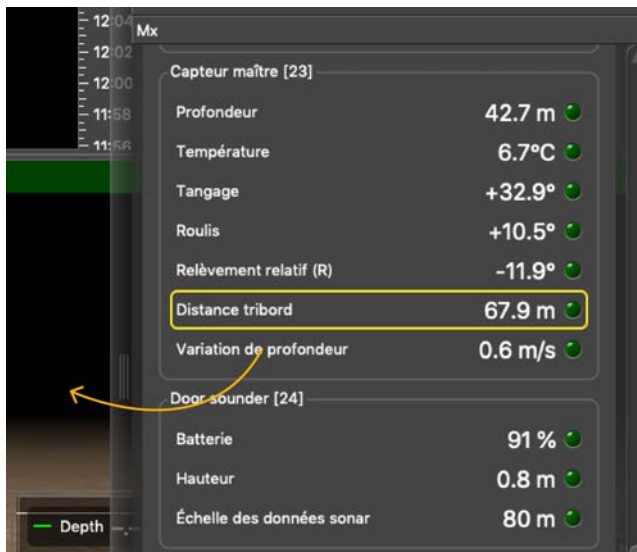 12:04
Mx
12:02
12:00
11:58
11:56
Capteur maître [23]
Profondeur 42.7 m
Température 6.7°C
Tangage +32.9°
Roulis +10.5°
Relèvement relatif (R) -11.9°
Distance tribord 67.9 m
Variation de profondeur 0.6 m/s
Door sounder [24]
Batterie 91 %
Hauteur 0.8 m
Échelle des données sonar 80 m
Depth -.-